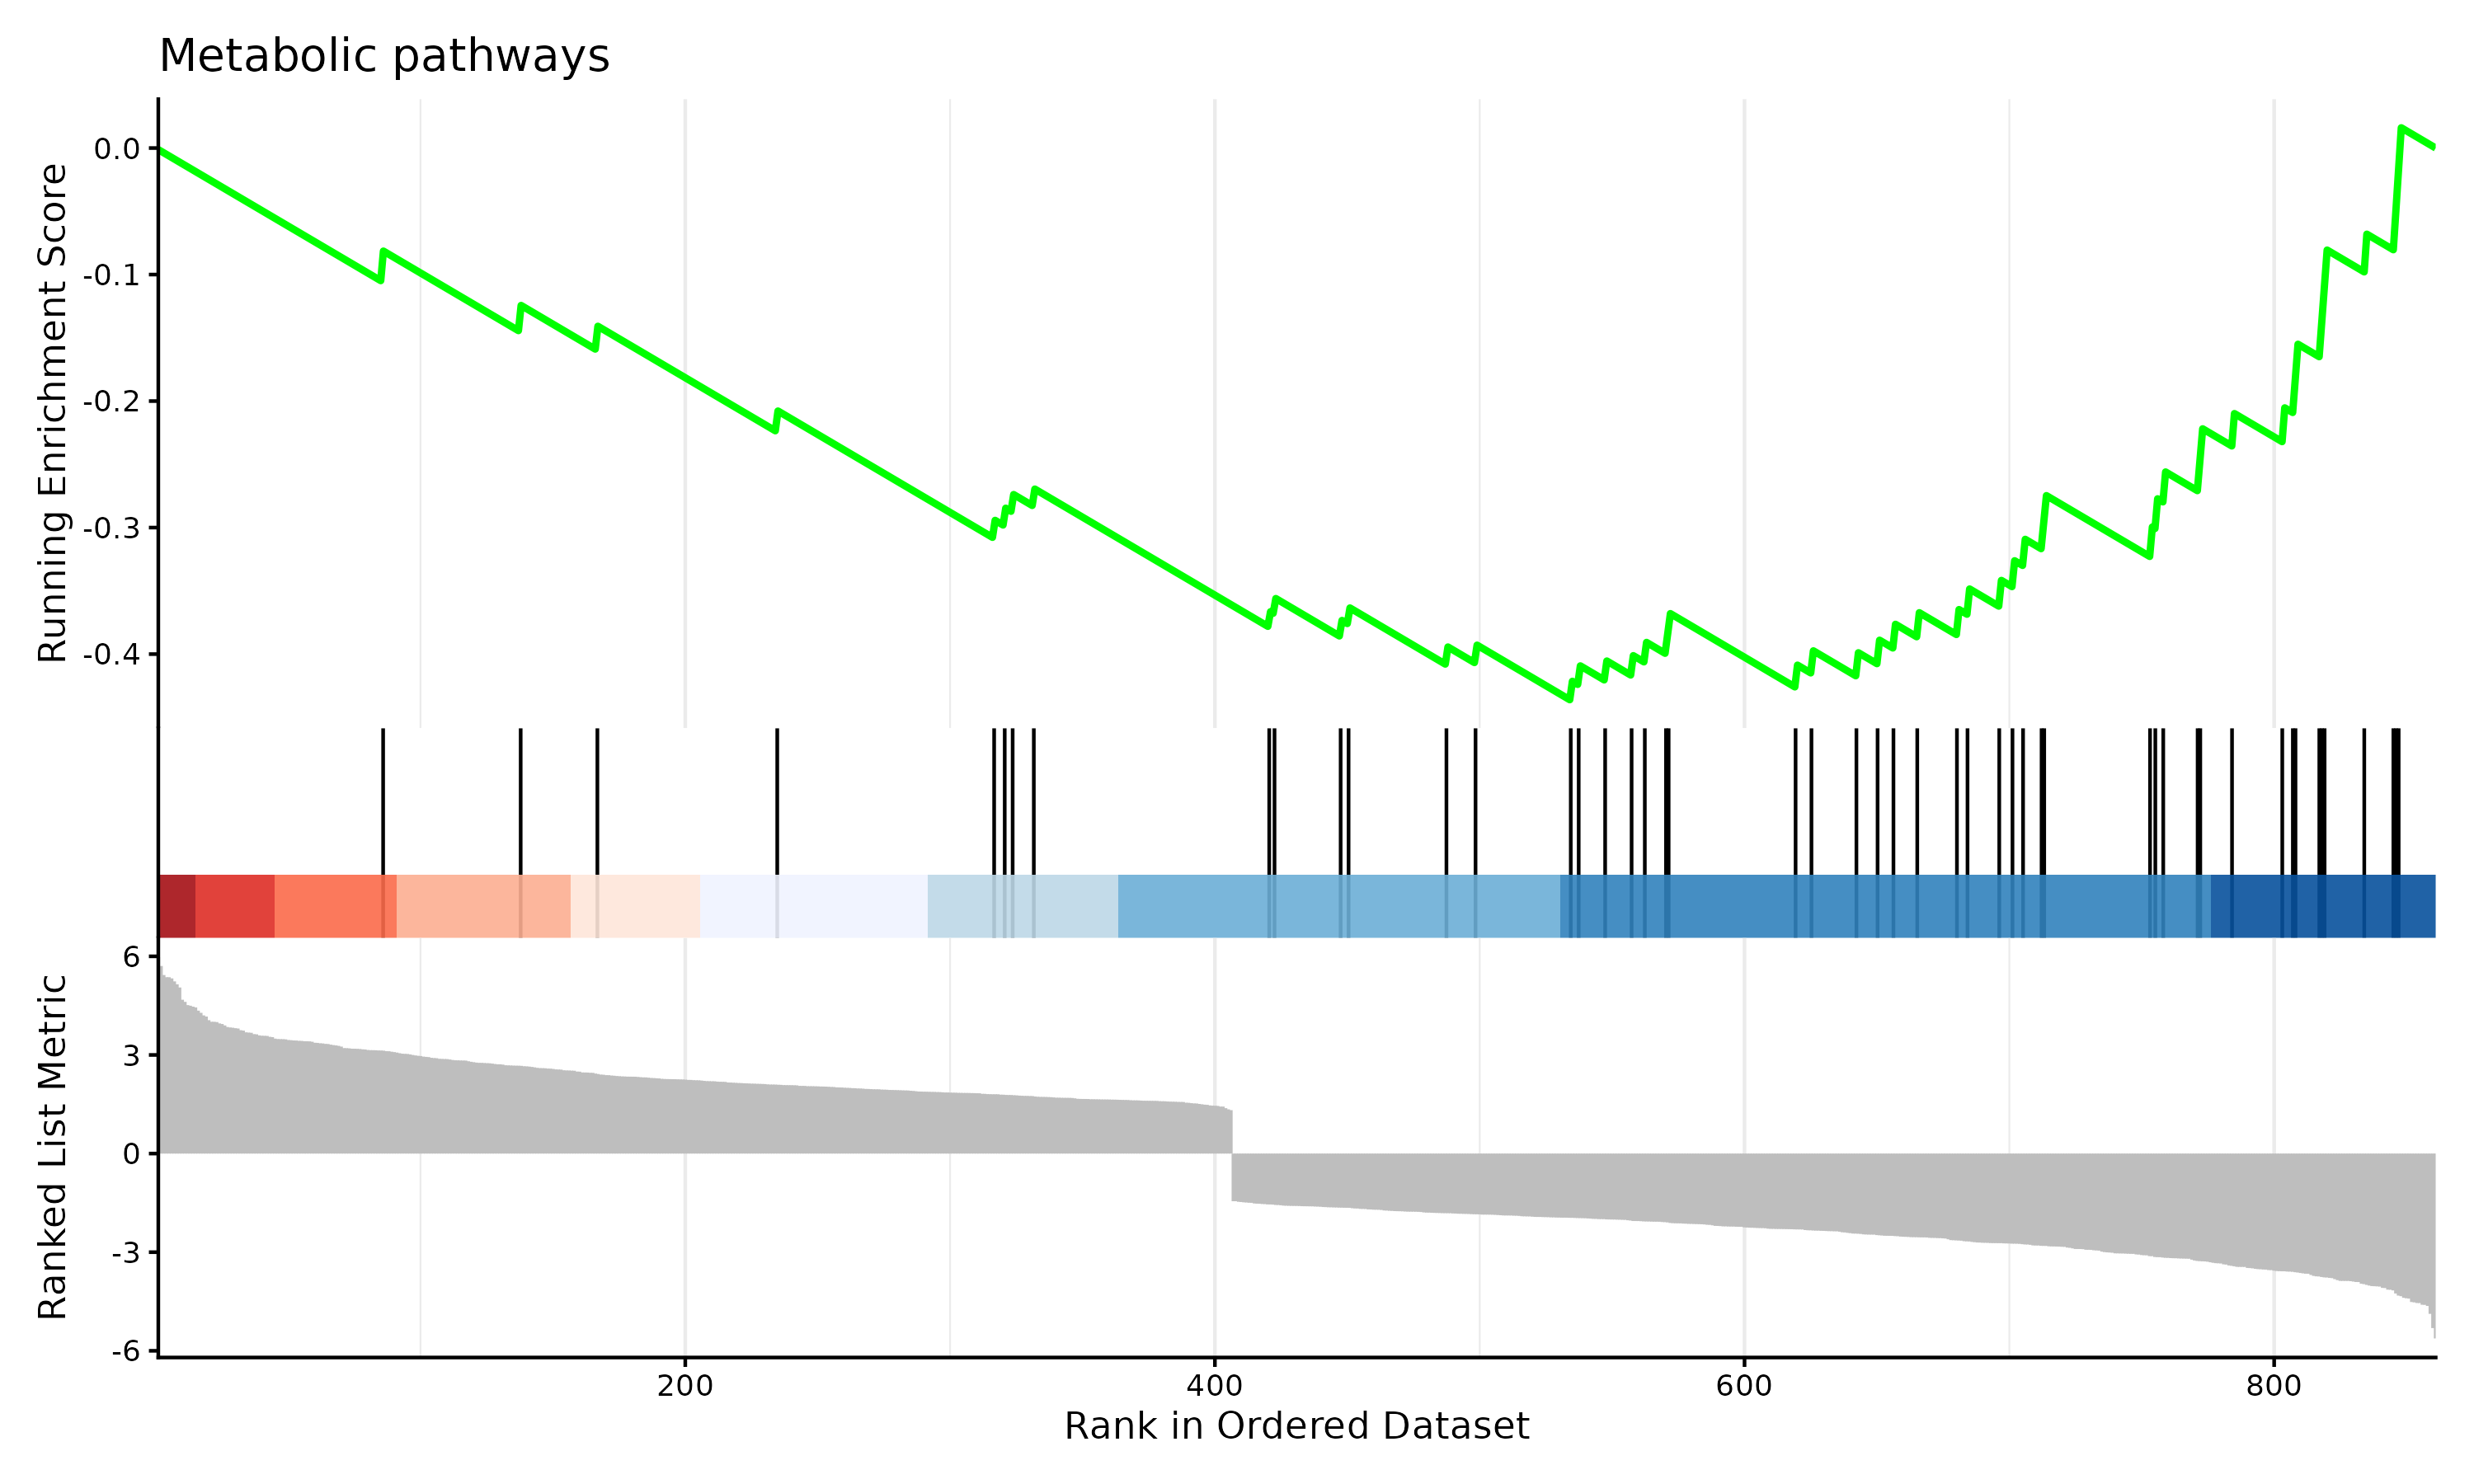 Metabolic pathways
Running Enrichment Score
0.0
-0.1
-0.2
-0.3
-0.4
Ranked List Metric
6
3
0
-3
-6
200 400 600 800
Rank in Ordered Dataset